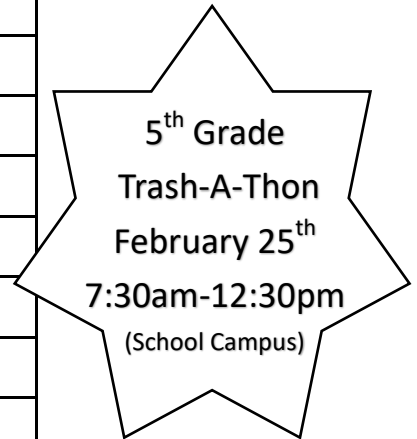 5th Grade
Trash-A-Thon
February 25th
7:30am-12:30pm
(School Campus)